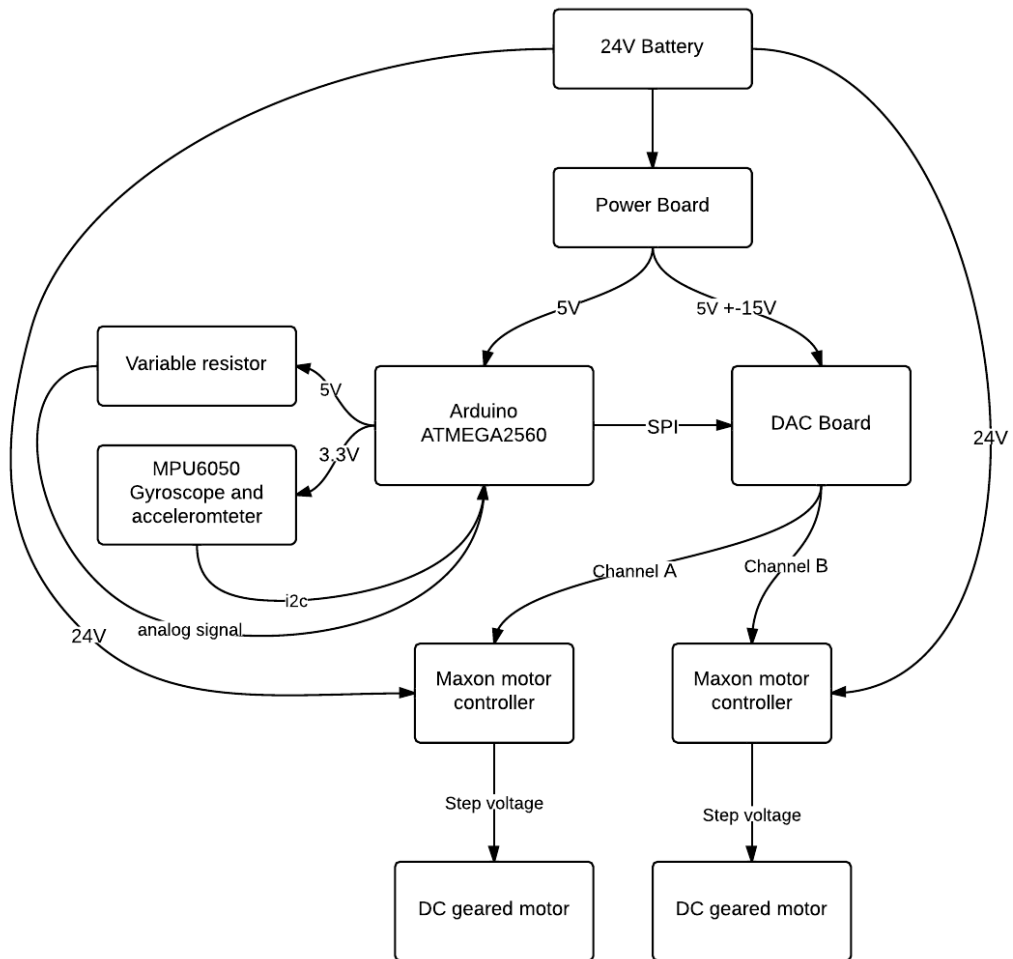 24V Battery
Power Board
5V
5V +-15V
Variable resistor
5V
Arduino
ATMEGA2560
SPI
DAC Board
24V
3.3V
MPU6050
Gyroscope and
acceleromteter
Channel A
Channel B
i2c
analog signal
24V
Maxon motor
controller
Maxon motor
controller
Step voltage
Step voltage
DC geared motor
DC geared motor